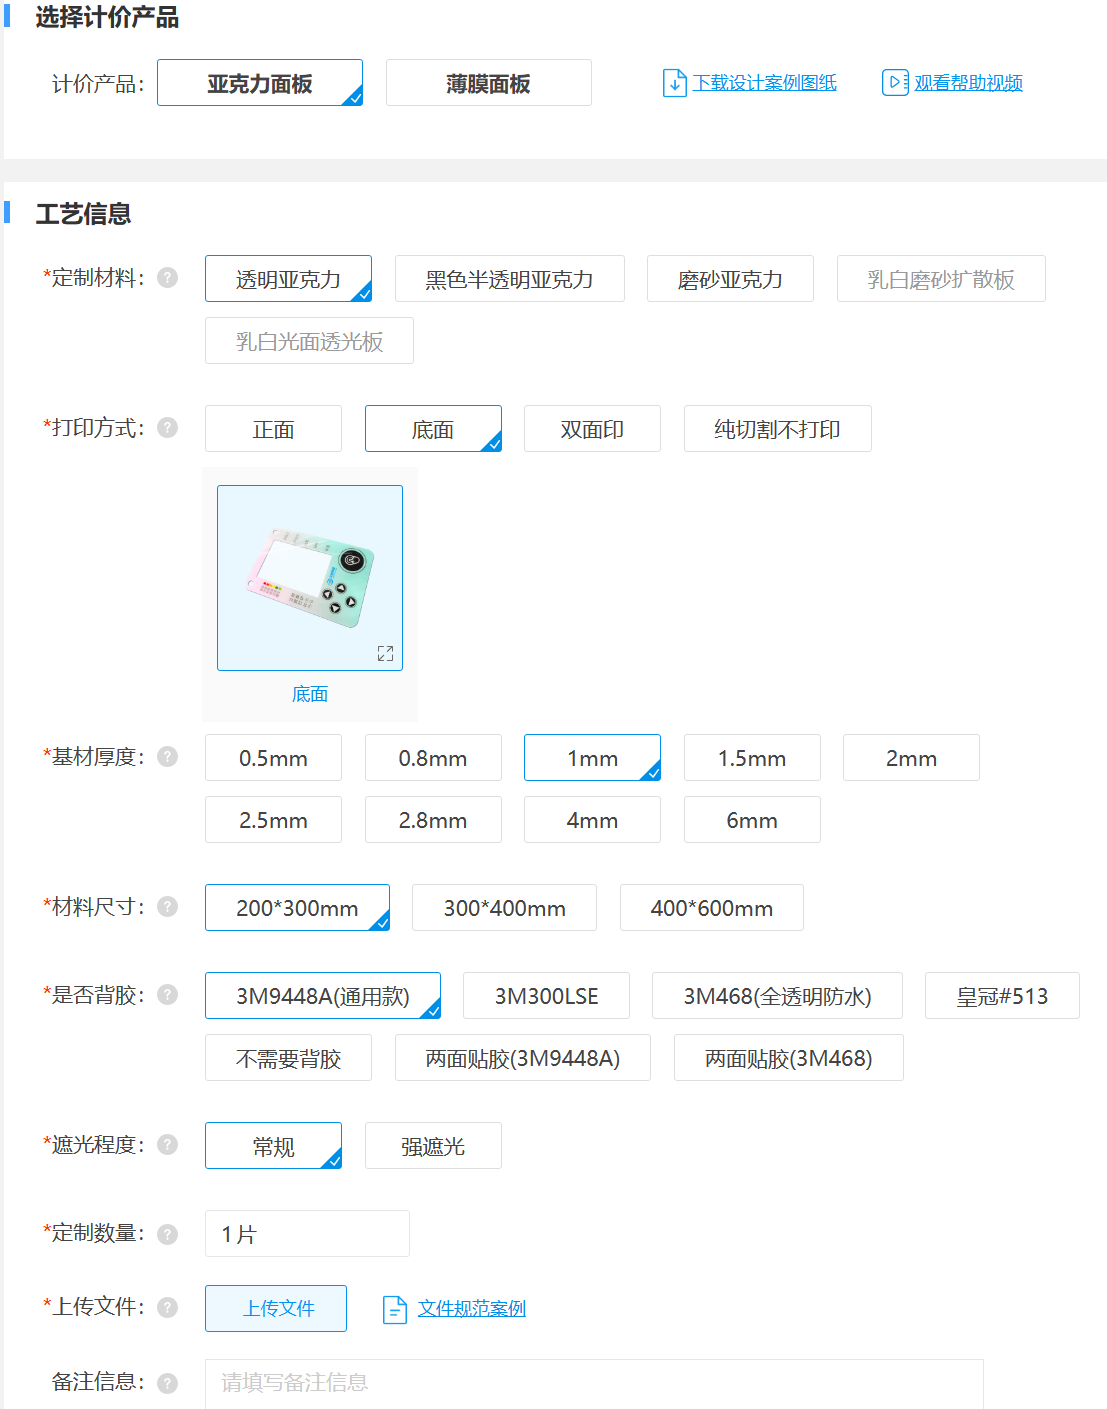 选择计价产品
计价产品： 亚克力面板 薄膜面板 下载设计案例图纸 观看帮助视频
工艺信息
*定制材料： ? 透明亚克力 黑色半透明亚克力 磨砂亚克力 乳白磨砂扩散板
乳白光面透光板
*打印方式： ? 正面 底面 双面印 纯切割不打印
底面
*基材厚度： ? 0.5mm 0.8mm 1mm 1.5mm 2mm
2.5mm 2.8mm 4mm 6mm
*材料尺寸： ? 200*300mm 300*400mm 400*600mm
*是否背胶： ? 3M9448A(通用款) 3M300LSE 3M468(全透明防水) 皇冠#513
不需要背胶 两面贴胶(3M9448A) 两面贴胶(3M468)
*遮光程度： ? 常规 强遮光
*定制数量： ? 1片
*上传文件： ? 上传文件 文件规范案例
备注信息： ? 请填写备注信息